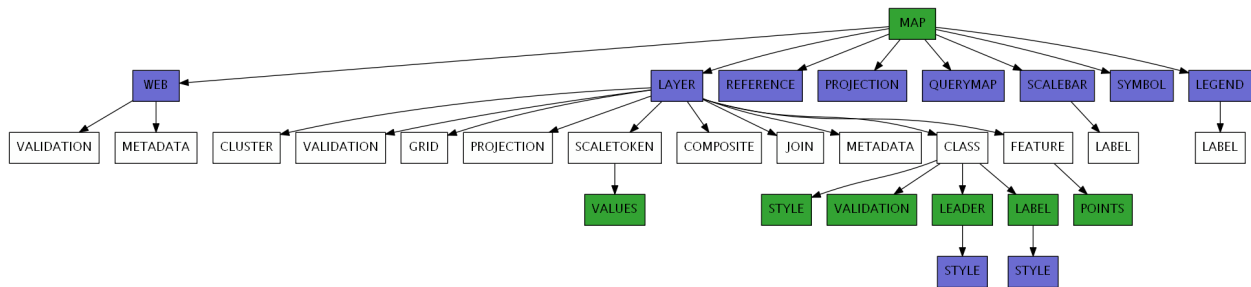 MAP
WEB
LAYER
REFERENCE
PROJECTION
QUERYMAP
SCALEBAR
SYMBOL
LEGEND
VALIDATION
METADATA
CLUSTER
VALIDATION
GRID
PROJECTION
SCALETOKEN
COMPOSITE
JOIN
METADATA
CLASS
FEATURE
LABEL
LABEL
VALUES
STYLE
VALIDATION
LEADER
LABEL
POINTS
STYLE
STYLE